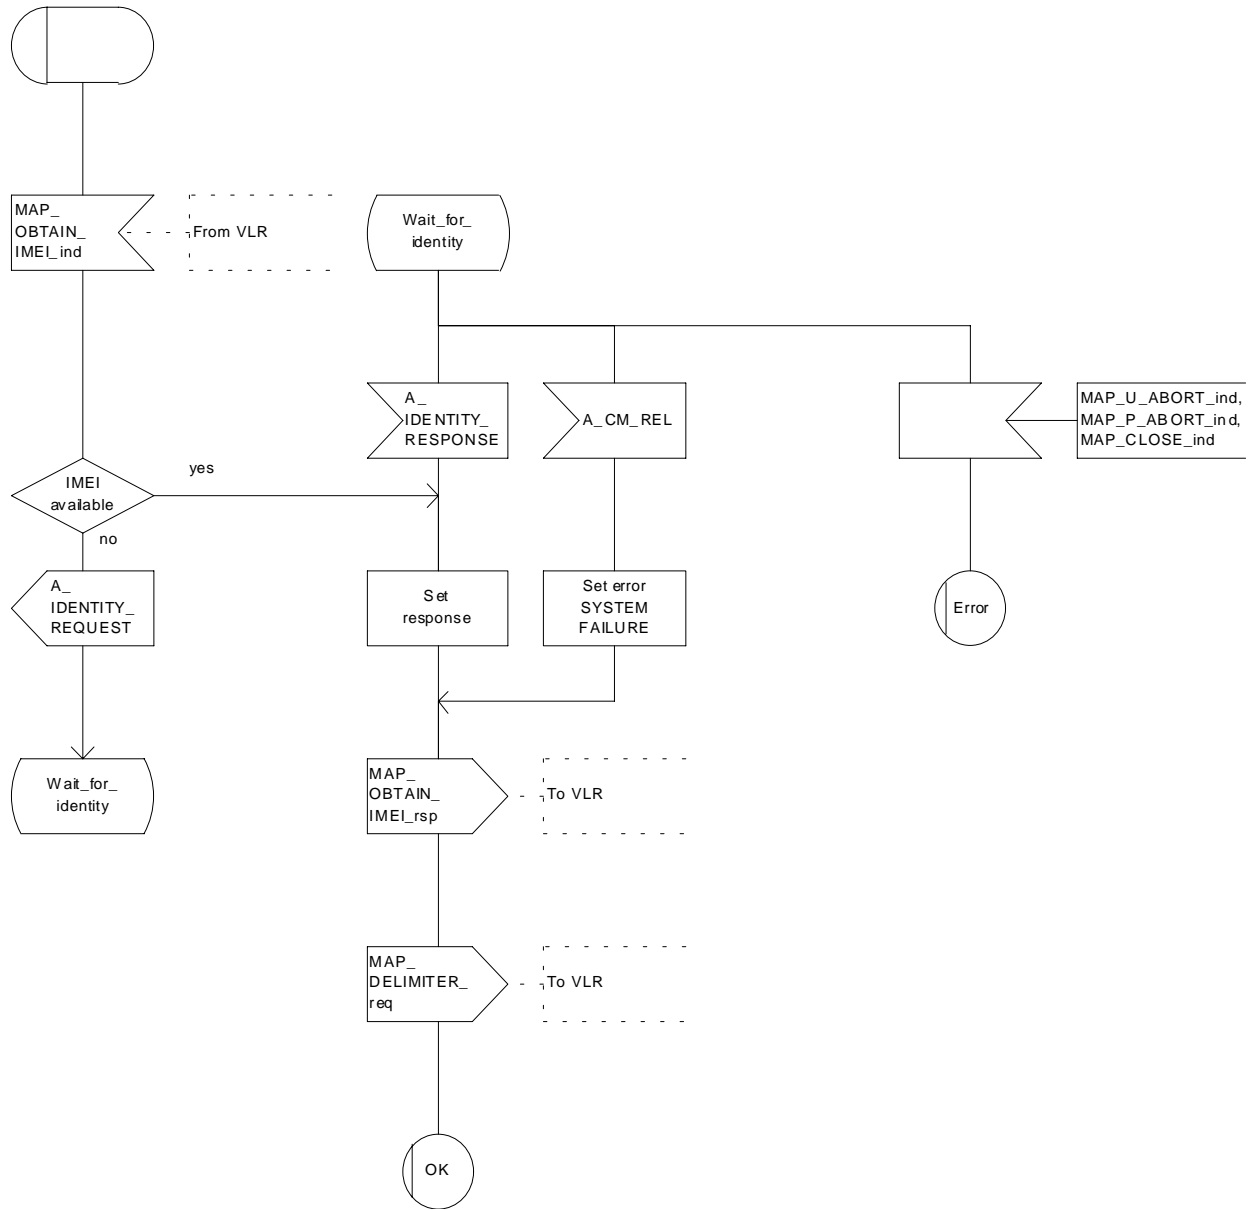 MAP_
OBTAIN_
IMEI_ind
From VLR
Wait_for_
identity
A_
IDENTITY_
RESPONSE
A_CM_REL
MAP_U_ABORT_ind,
MAP_P_ABORT_ind,
MAP_CLOSE_ind
IMEI
available
yes
no
A_
IDENTITY_
REQUEST
Set
response
Set error
SYSTEM
FAILURE
Error
Wait_for_
identity
MAP_
OBTAIN_
IMEI_rsp
To VLR
MAP_
DELIMITER_
req
To VLR
OK